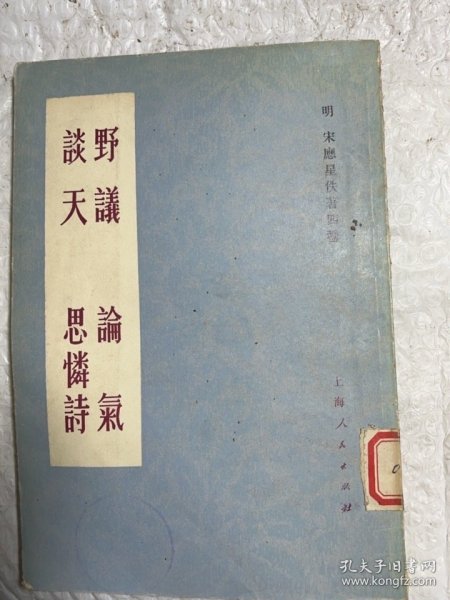 明 宋應星佚著四種
野議 論氣
談天 思憐詩
上海人民出版社
孔夫子旧书网
www.kongfz.com